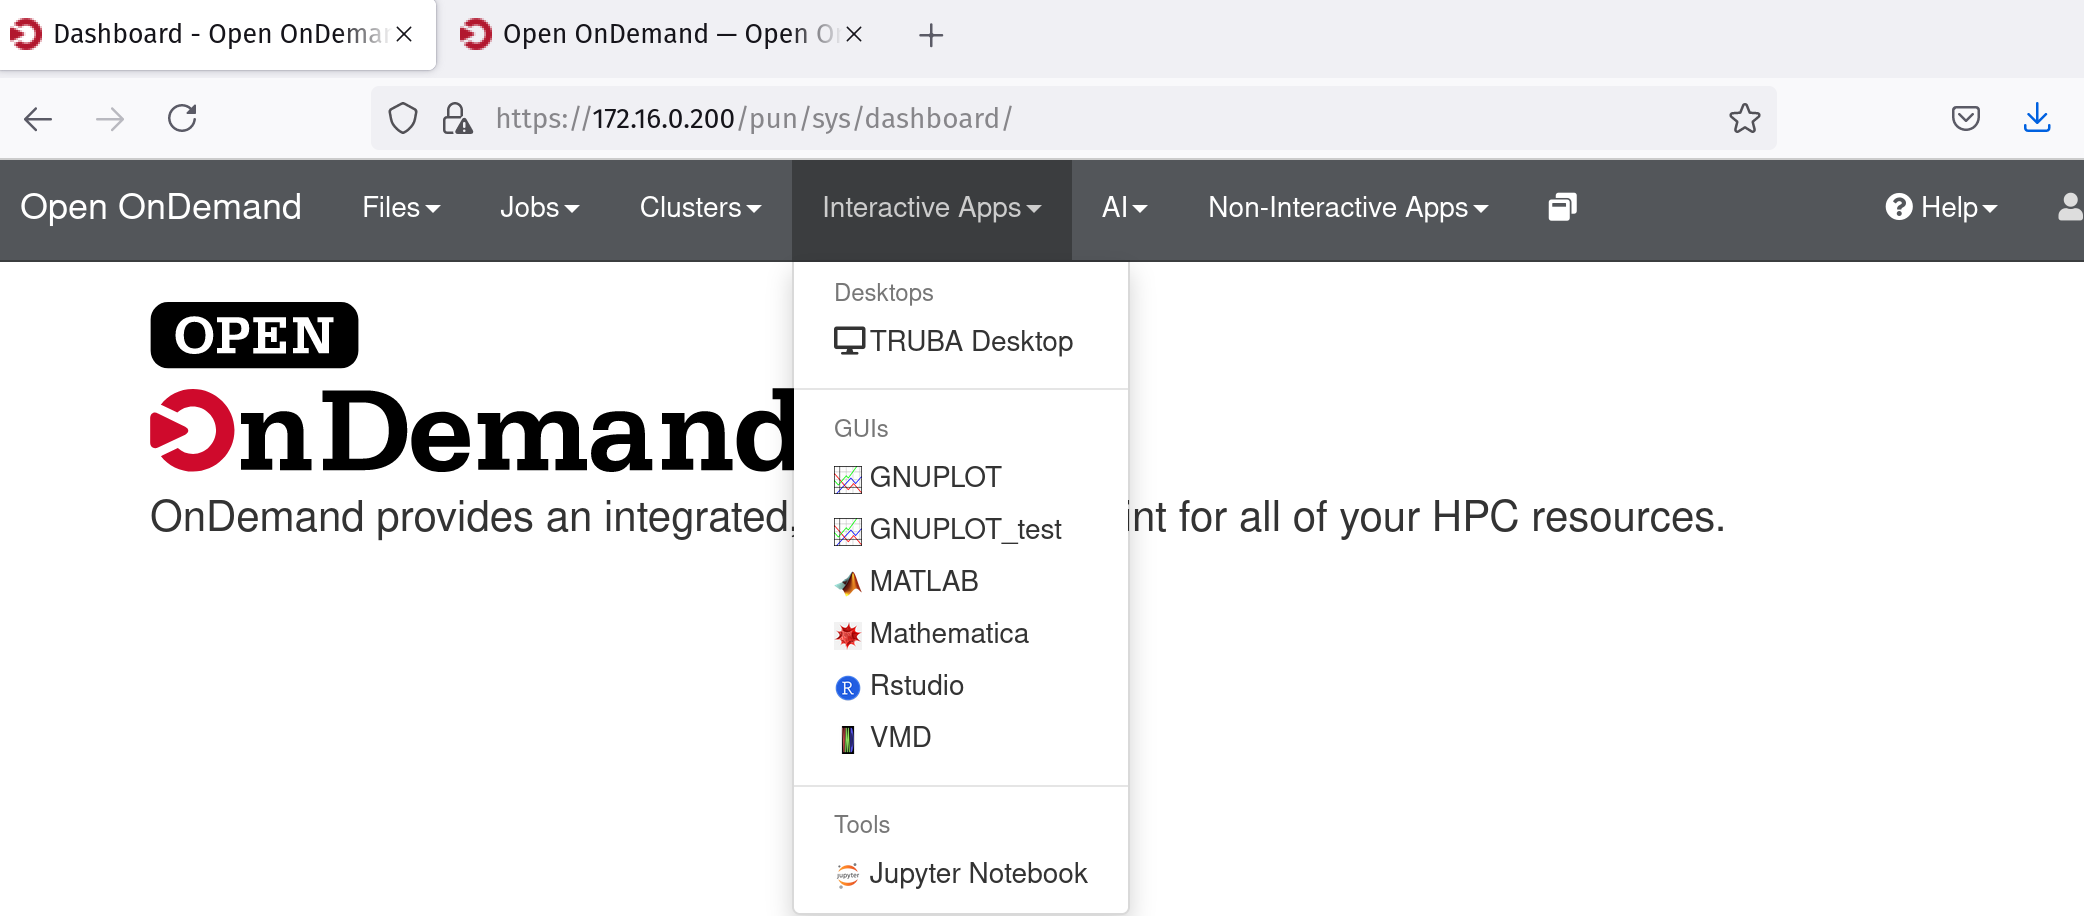 Dashboard - Open OnDeman
Open OnDemand — Open O
https://172.16.0.200/pun/sys/dashboard/
Open OnDemand Files Jobs Clusters Interactive Apps AI Non-Interactive Apps Help
Desktops
TRUBA Desktop
GUIs
GNUPLOT
GNUPLOT_test
MATLAB
Mathematica
Rstudio
VMD
Tools
Jupyter Notebook
OPEN
OnDemand
OnDemand provides an integrated, int for all of your HPC resources.